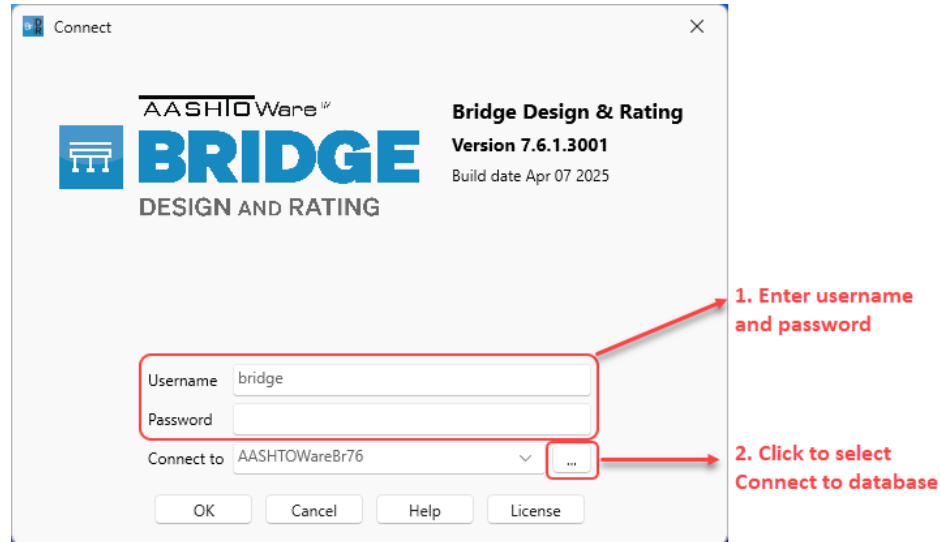 Connect
AASHTOWare
BRIDGE
DESIGN AND RATING
Bridge Design & Rating
Version 7.6.1.3001
Build date Apr 07 2025
1. Enter username
and password
Username bridge
Password
Connect to AASHTOWareBr76 ...
2. Click to select
Connect to database
OK Cancel Help License